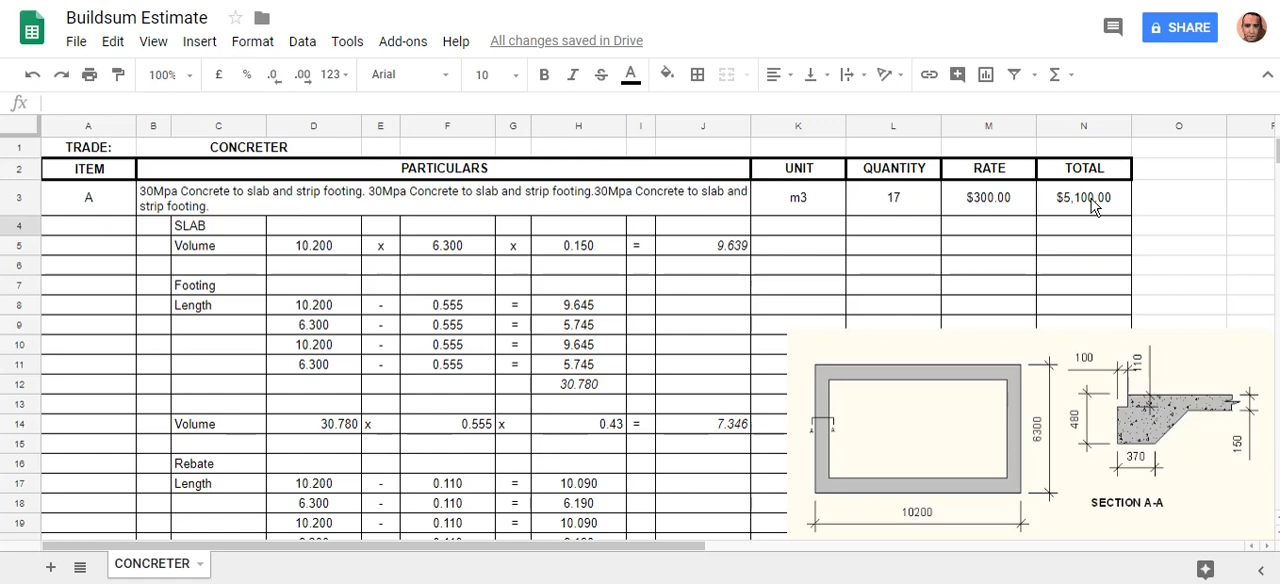 Buildsum Estimate
File Edit View Insert Format Data Tools Add-ons Help All changes saved in Drive
SHARE
100% £ % .0 .00 123 Arial 10 B I S A Σ
fx
A B C D E F G H I J K L M N O
1 TRADE: CONCRETER
2 ITEM PARTICULARS UNIT QUANTITY RATE TOTAL
3 A 30Mpa Concrete to slab and strip footing. 30Mpa Concrete to slab and strip footing.30Mpa Concrete to slab and m3 17 $300.00 $5,100.00
strip footing.
4 SLAB
5 Volume 10.200 x 6.300 x 0.150 = 9.639
6
7 Footing
8 Length 10.200 - 0.555 = 9.645
9 6.300 - 0.555 = 5.745
10 10.200 - 0.555 = 9.645
11 6.300 - 0.555 = 5.745
12 30.780
13
14 Volume 30.780 x 0.555 x 0.43 = 7.346
15
16 Rebate
17 Length 10.200 - 0.110 = 10.090
18 6.300 - 0.110 = 6.190
19 10.200 - 0.110 = 10.090
100 110
480
6300
150
370
A A
10200
SECTION A-A
CONCRETER